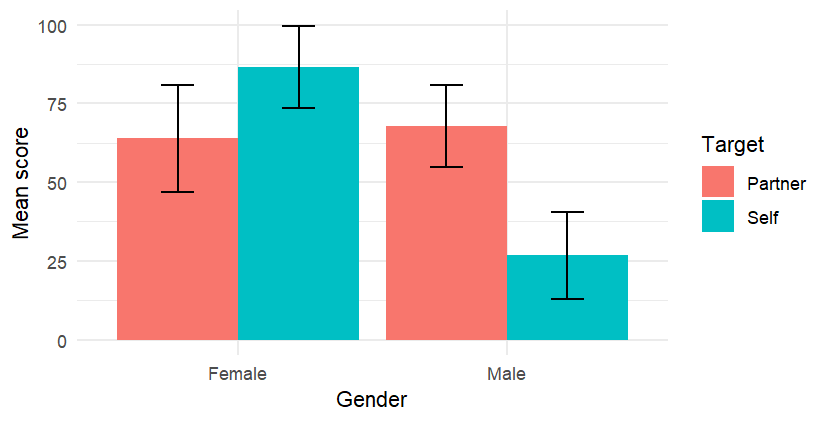 100
75
50
25
0
Mean score
Female
Male
Gender
Target
Partner
Self